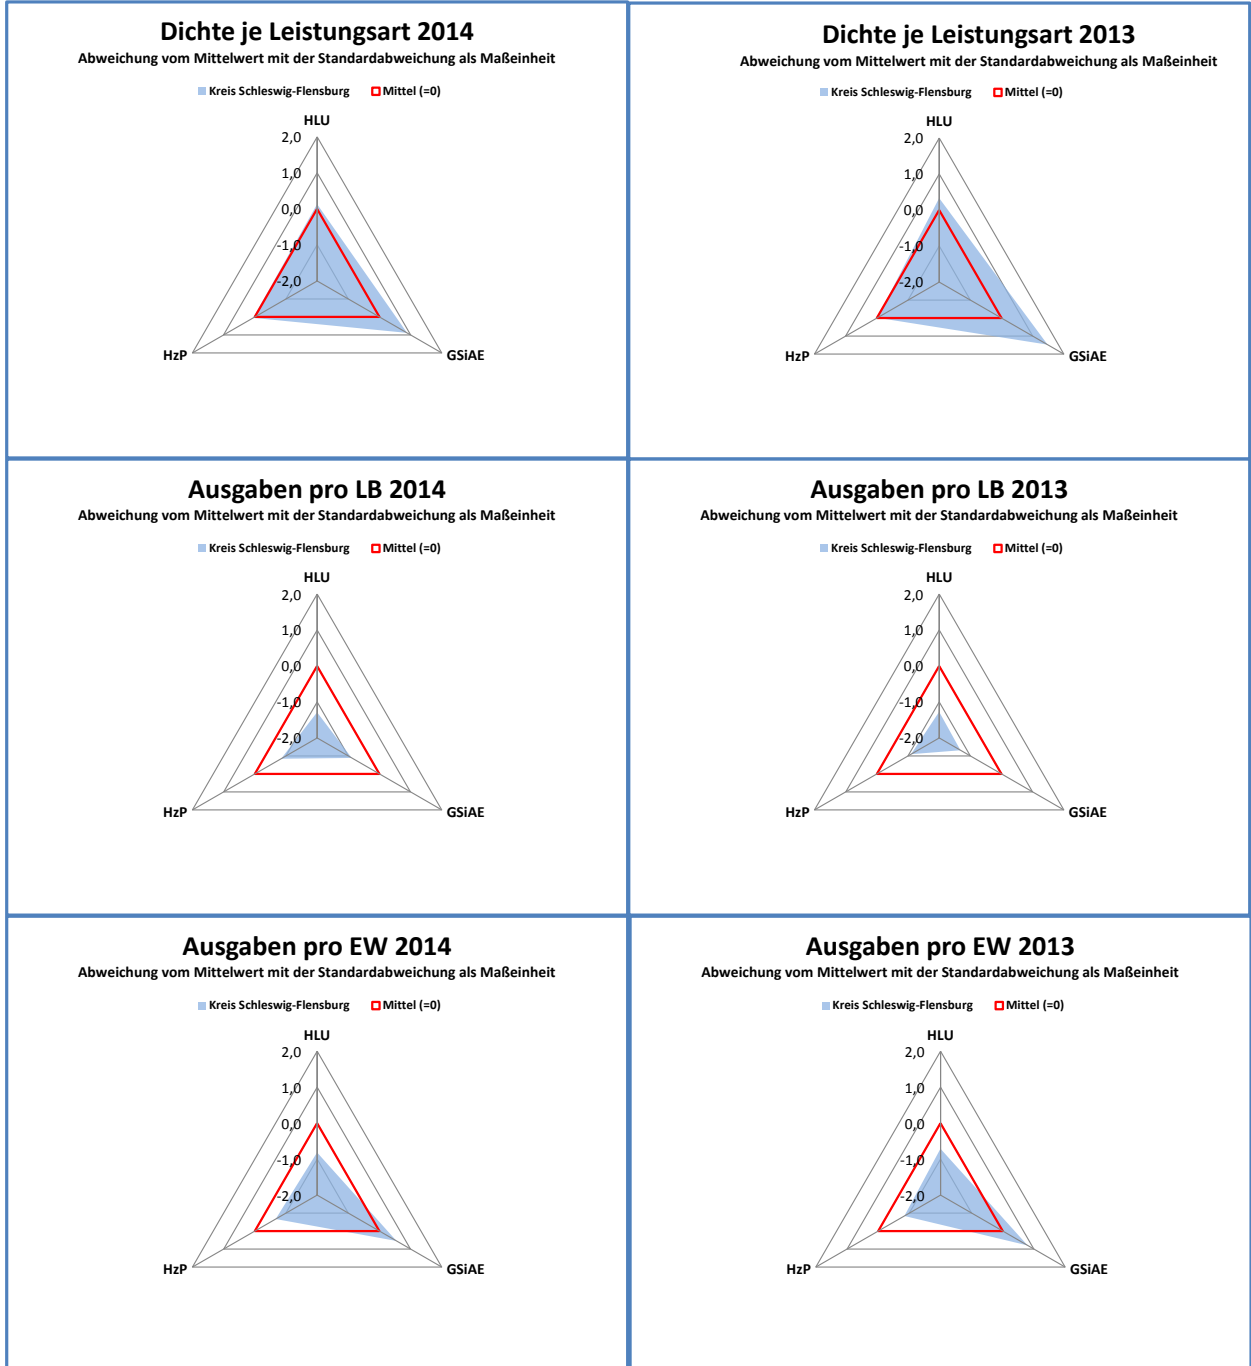 Dichte je Leistungsart 2014
Abweichung vom Mittelwert mit der Standardabweichung als Maßeinheit
Kreis Schleswig-Flensburg Mittel (=0)
HLU
2,0
1,0
0,0
-1,0
-2,0
HzP
GSiAE
Dichte je Leistungsart 2013
Abweichung vom Mittelwert mit der Standardabweichung als Maßeinheit
Kreis Schleswig-Flensburg Mittel (=0)
HLU
2,0
1,0
0,0
-1,0
-2,0
HzP
GSiAE
Ausgaben pro LB 2014
Abweichung vom Mittelwert mit der Standardabweichung als Maßeinheit
Kreis Schleswig-Flensburg Mittel (=0)
HLU
2,0
1,0
0,0
-1,0
-2,0
HzP
GSiAE
Ausgaben pro LB 2013
Abweichung vom Mittelwert mit der Standardabweichung als Maßeinheit
Kreis Schleswig-Flensburg Mittel (=0)
HLU
2,0
1,0
0,0
-1,0
-2,0
HzP
GSiAE
Ausgaben pro EW 2014
Abweichung vom Mittelwert mit der Standardabweichung als Maßeinheit
Kreis Schleswig-Flensburg Mittel (=0)
HLU
2,0
1,0
0,0
-1,0
-2,0
HzP
GSiAE
Ausgaben pro EW 2013
Abweichung vom Mittelwert mit der Standardabweichung als Maßeinheit
Kreis Schleswig-Flensburg Mittel (=0)
HLU
2,0
1,0
0,0
-1,0
-2,0
HzP
GSiAE